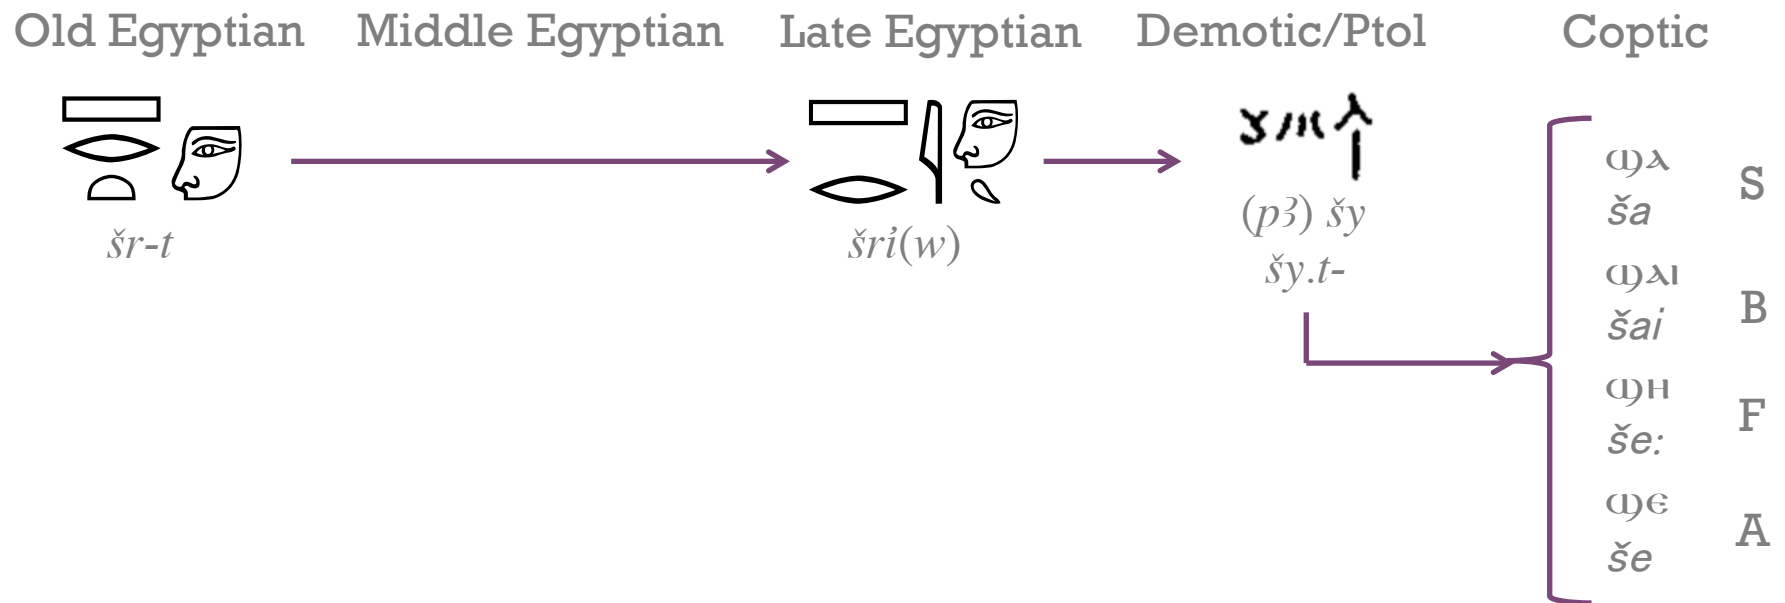 Old Egyptian Middle Egyptian Late Egyptian Demotic/Ptol Coptic
šr-t
šrỉ(w)
(p3) šy
šy.t-
ϣⲁ
ša
S
ϣⲁⲓ
šai
B
ϣⲏ
še:
F
ϣⲉ
še
A